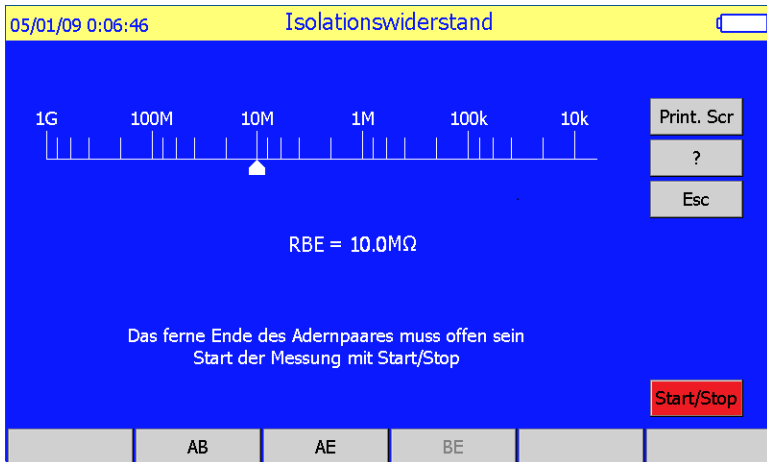 05/01/09 0:06:46 Isolationswiderstand
1G 100M 10M 1M 100k 10k
Print. Scr
?
Esc
RBE = 10.0MΩ
Das ferne Ende des Adernpaares muss offen sein
Start der Messung mit Start/Stop
Start/Stop
AB AE BE